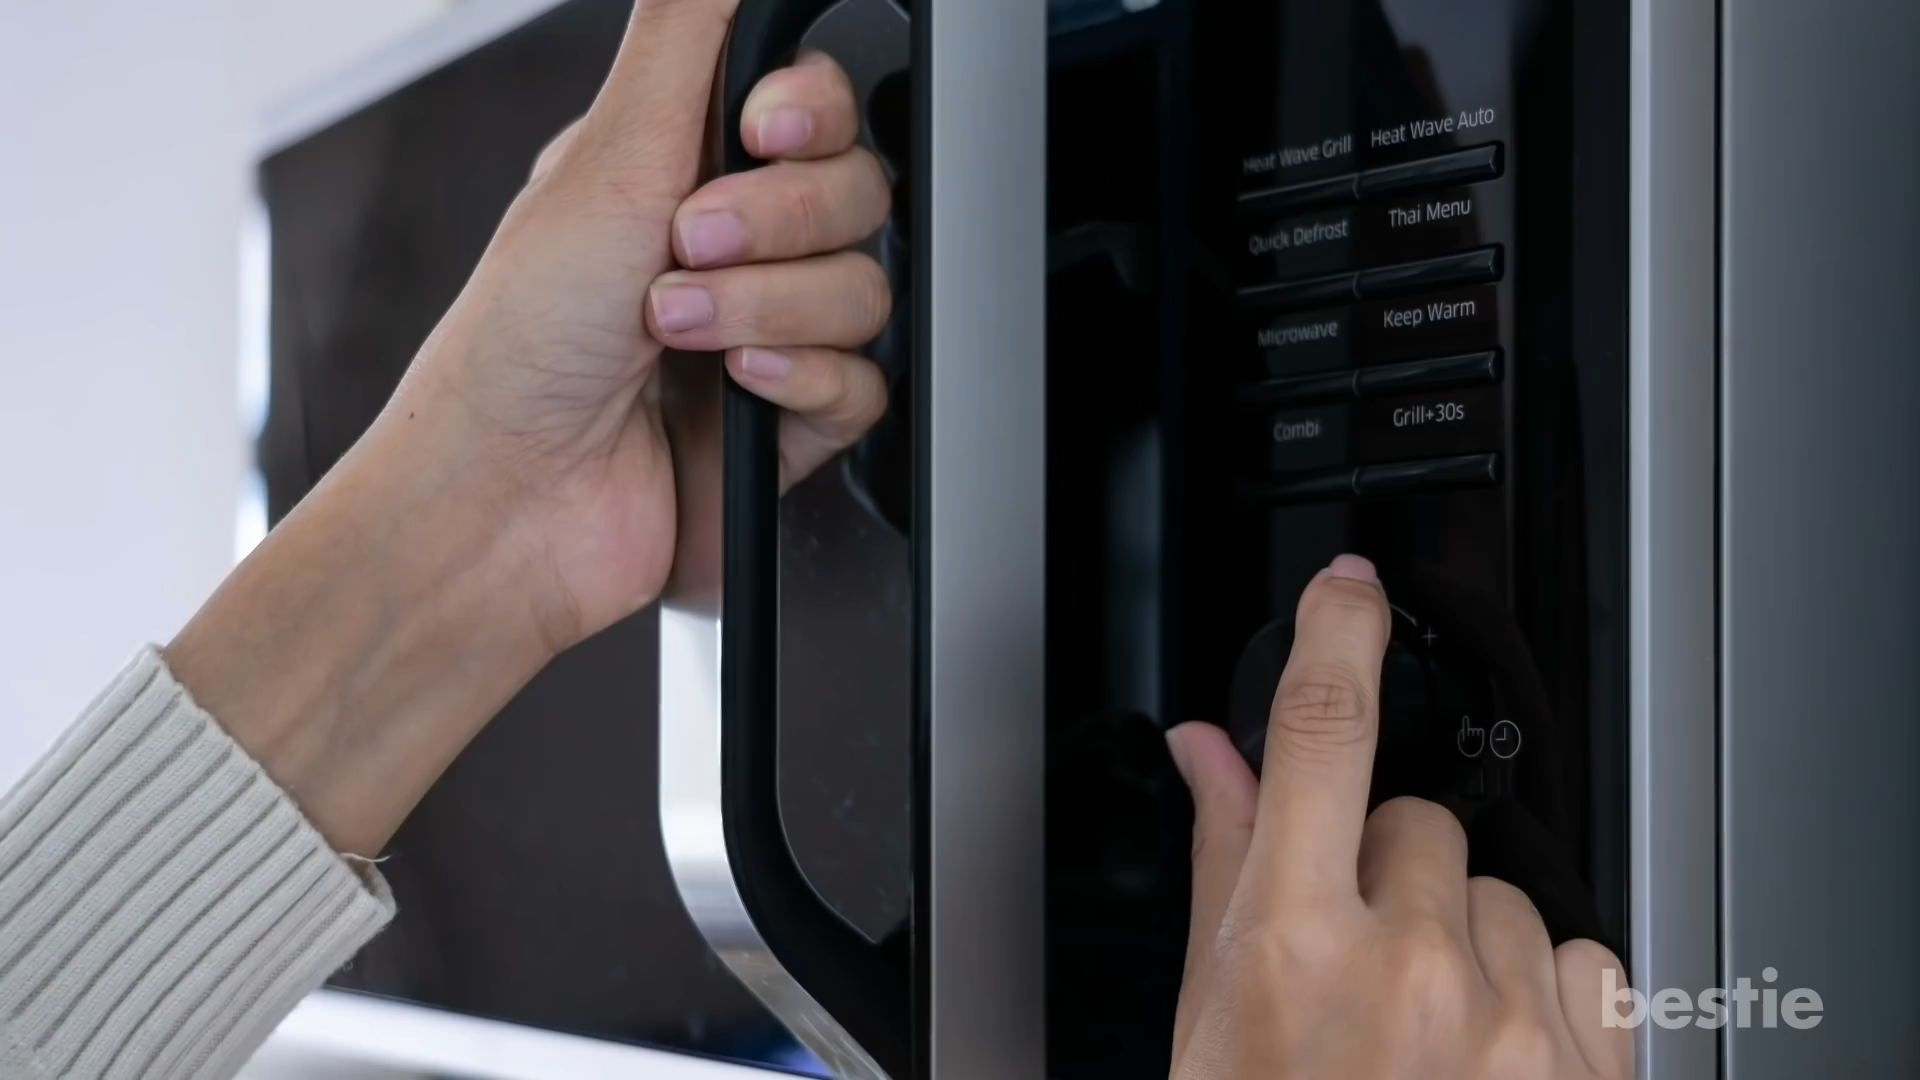 Heat Wave Grill Heat Wave Auto
Quick Defrost Thai Menu
Microwave Keep Warm
Combi Grill+30s
+
bestie